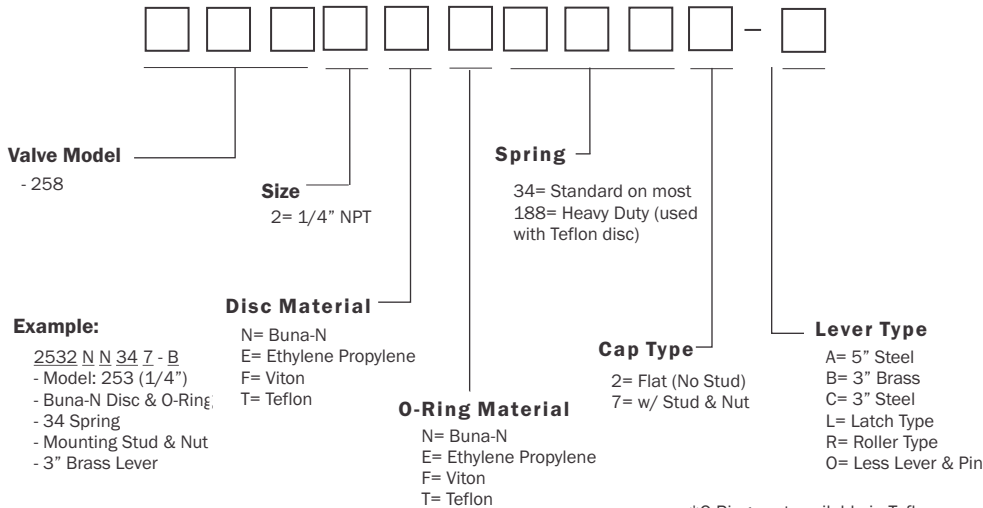 Valve Model
- 258
Size
2= 1/4" NPT
Spring
34= Standard on most
188= Heavy Duty (used
with Teflon disc)
Disc Material
N= Buna-N
E= Ethylene Propylene
F= Viton
T= Teflon
Example:
2532 N N 34 7 - B
- Model: 253 (1/4")
- Buna-N Disc & O-Ring
- 34 Spring
- Mounting Stud & Nut
- 3" Brass Lever
O-Ring Material
N= Buna-N
E= Ethylene Propylene
F= Viton
T= Teflon
Cap Type
2= Flat (No Stud)
7= w/ Stud & Nut
Lever Type
A= 5" Steel
B= 3" Brass
C= 3" Steel
L= Latch Type
R= Roller Type
O= Less Lever & Pin